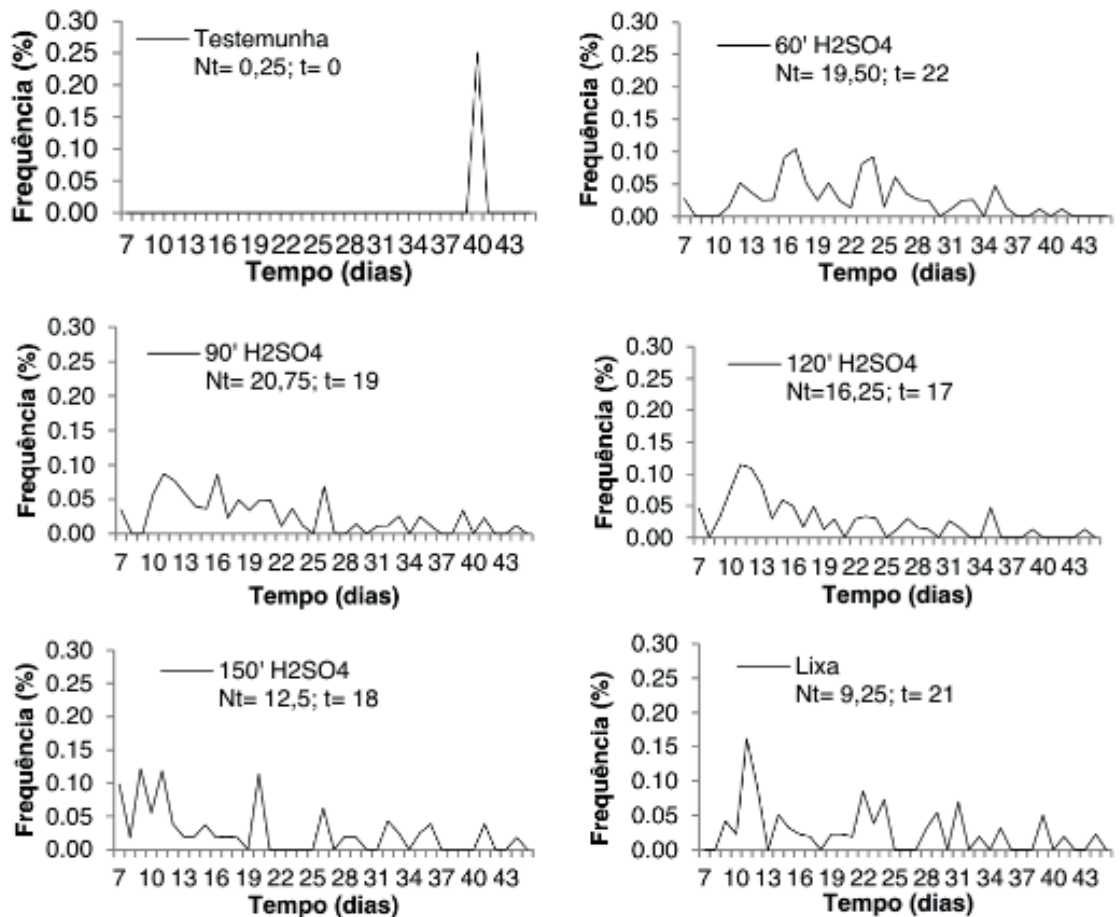 Frequência (%)
0.30
0.25
0.20
0.15
0.10
0.05
0.00
Testemunha
Nt= 0,25; t= 0
7 10 13 16 19 22 25 28 31 34 37 40 43
Tempo (dias)
Frequência (%)
0.30
0.25
0.20
0.15
0.10
0.05
0.00
60' H2SO4
Nt= 19,50; t= 22
7 10 13 16 19 22 25 28 31 34 37 40 43
Tempo (dias)
Frequência (%)
0.30
0.25
0.20
0.15
0.10
0.05
0.00
90' H2SO4
Nt= 20,75; t= 19
7 10 13 16 19 22 25 28 31 34 37 40 43
Tempo (dias)
Frequência (%)
0.30
0.25
0.20
0.15
0.10
0.05
0.00
120' H2SO4
Nt=16,25; t= 17
7 10 13 16 19 22 25 28 31 34 37 40 43
Tempo (dias)
Frequência (%)
0.30
0.25
0.20
0.15
0.10
0.05
0.00
150' H2SO4
Nt= 12,5; t= 18
7 10 13 16 19 22 25 28 31 34 37 40 43
Tempo (dias)
Frequência (%)
0.30
0.25
0.20
0.15
0.10
0.05
0.00
Lixa
Nt= 9,25; t= 21
7 10 13 16 19 22 25 28 31 34 37 40 43
Tempo (dias)